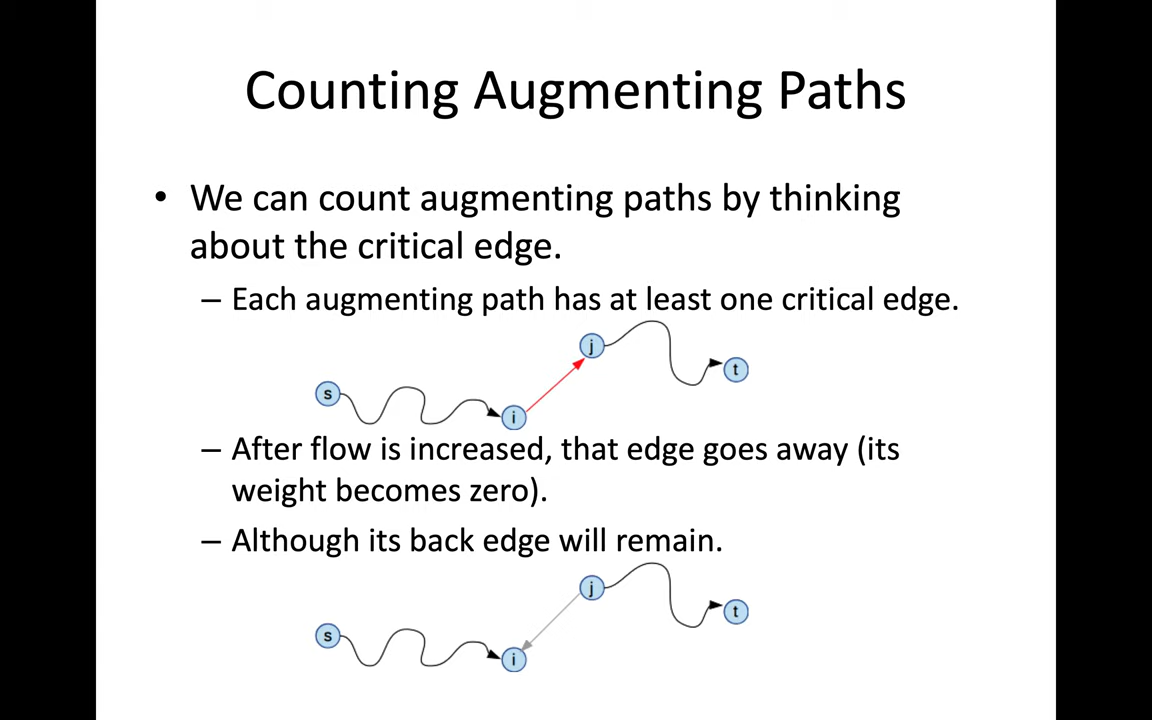 Counting Augmenting Paths
• We can count augmenting paths by thinking
about the critical edge.
– Each augmenting path has at least one critical edge.
j
t
s
i
– After flow is increased, that edge goes away (its
weight becomes zero).
– Although its back edge will remain.
j
t
s
i